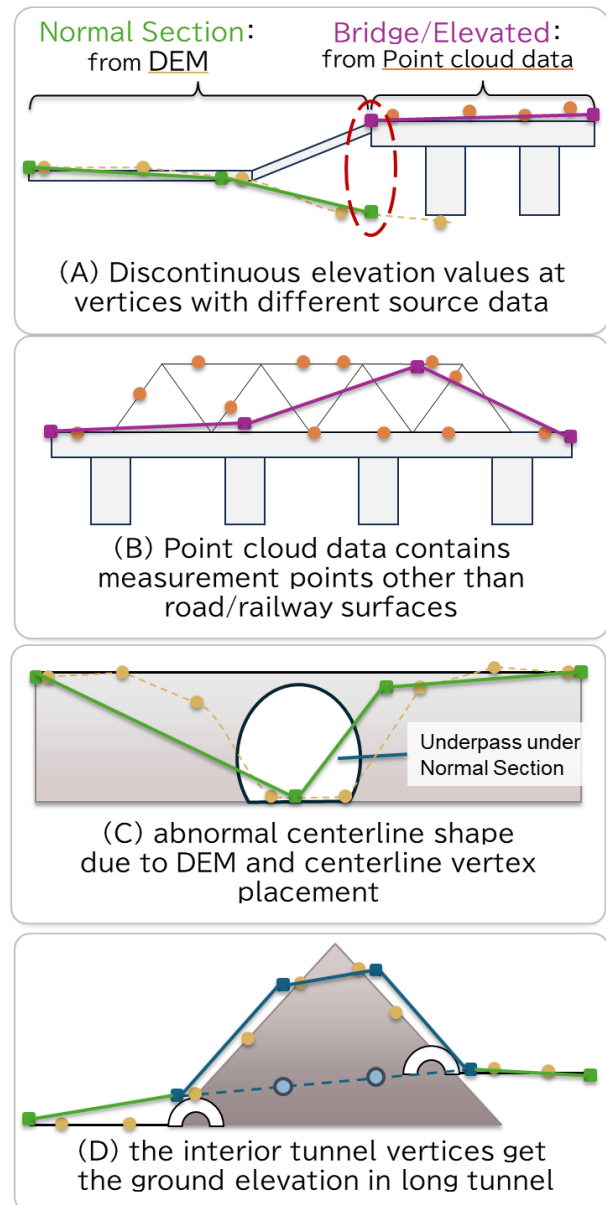 Normal Section:
from DEM
Bridge/Elevated:
from Point cloud data
(A) Discontinuous elevation values at
vertices with different source data
(B) Point cloud data contains
measurement points other than
road/railway surfaces
Underpass under
Normal Section
(C) abnormal centerline shape
due to DEM and centerline vertex
placement
(D) the interior tunnel vertices get
the ground elevation in long tunnel